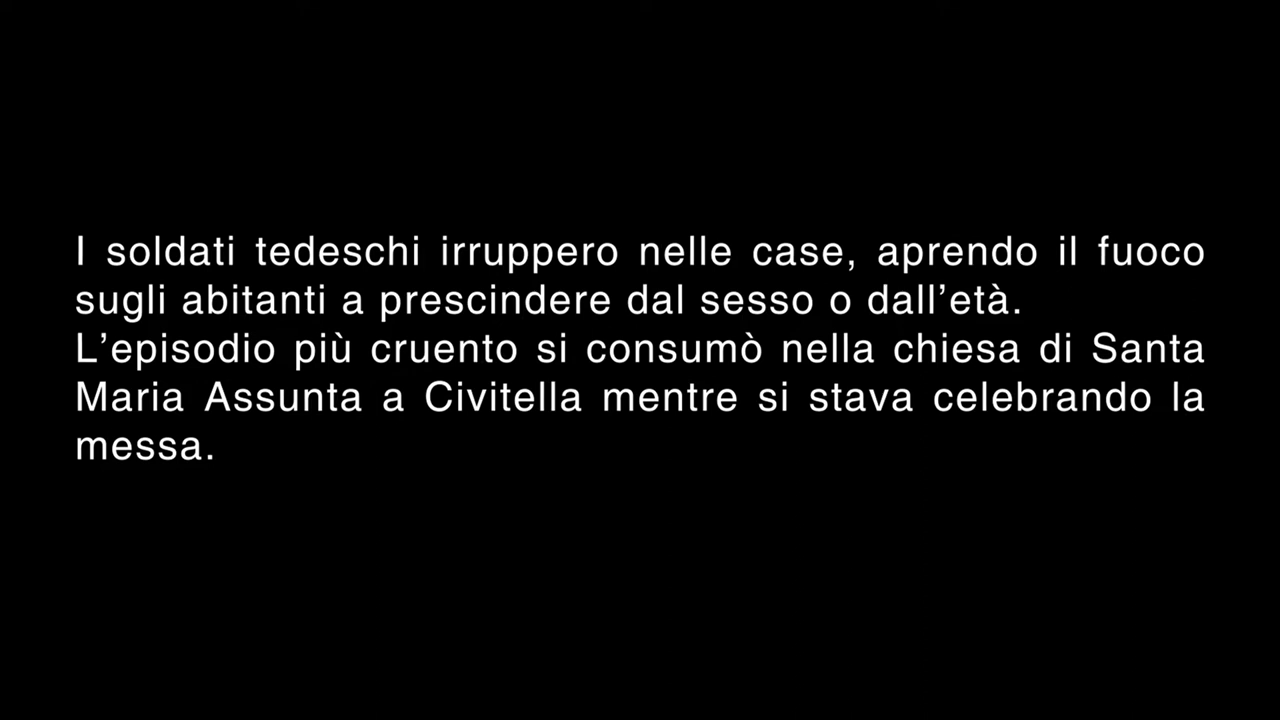 I soldati tedeschi irruppero nelle case, aprendo il fuoco
sugli abitanti a prescindere dal sesso o dall’età.
L’episodio più cruento si consumò nella chiesa di Santa
Maria Assunta a Civitella mentre si stava celebrando la
messa.